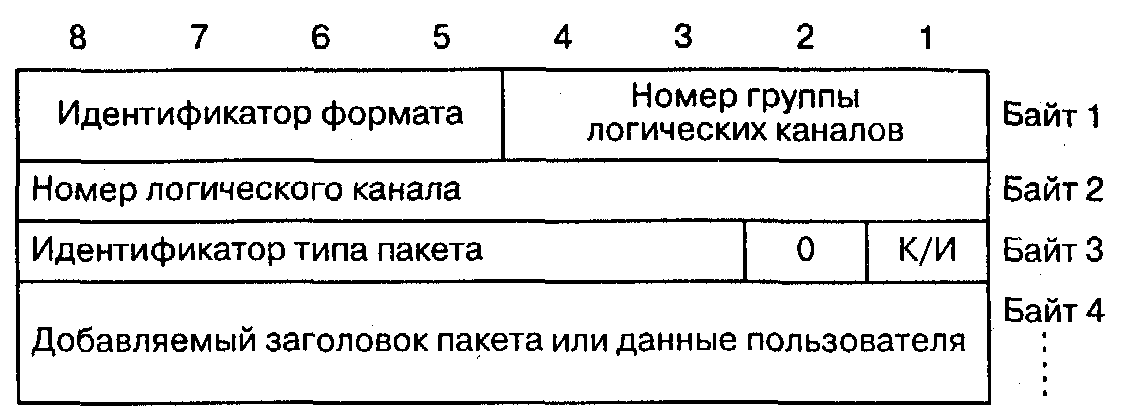 8 7 6 5 4 3 2 1
Идентификатор формата
Номер группы
логических каналов
Байт 1
Номер логического канала
Байт 2
Идентификатор типа пакета
0
К/И
Байт 3
Байт 4
Добавляемый заголовок пакета или данные пользователя